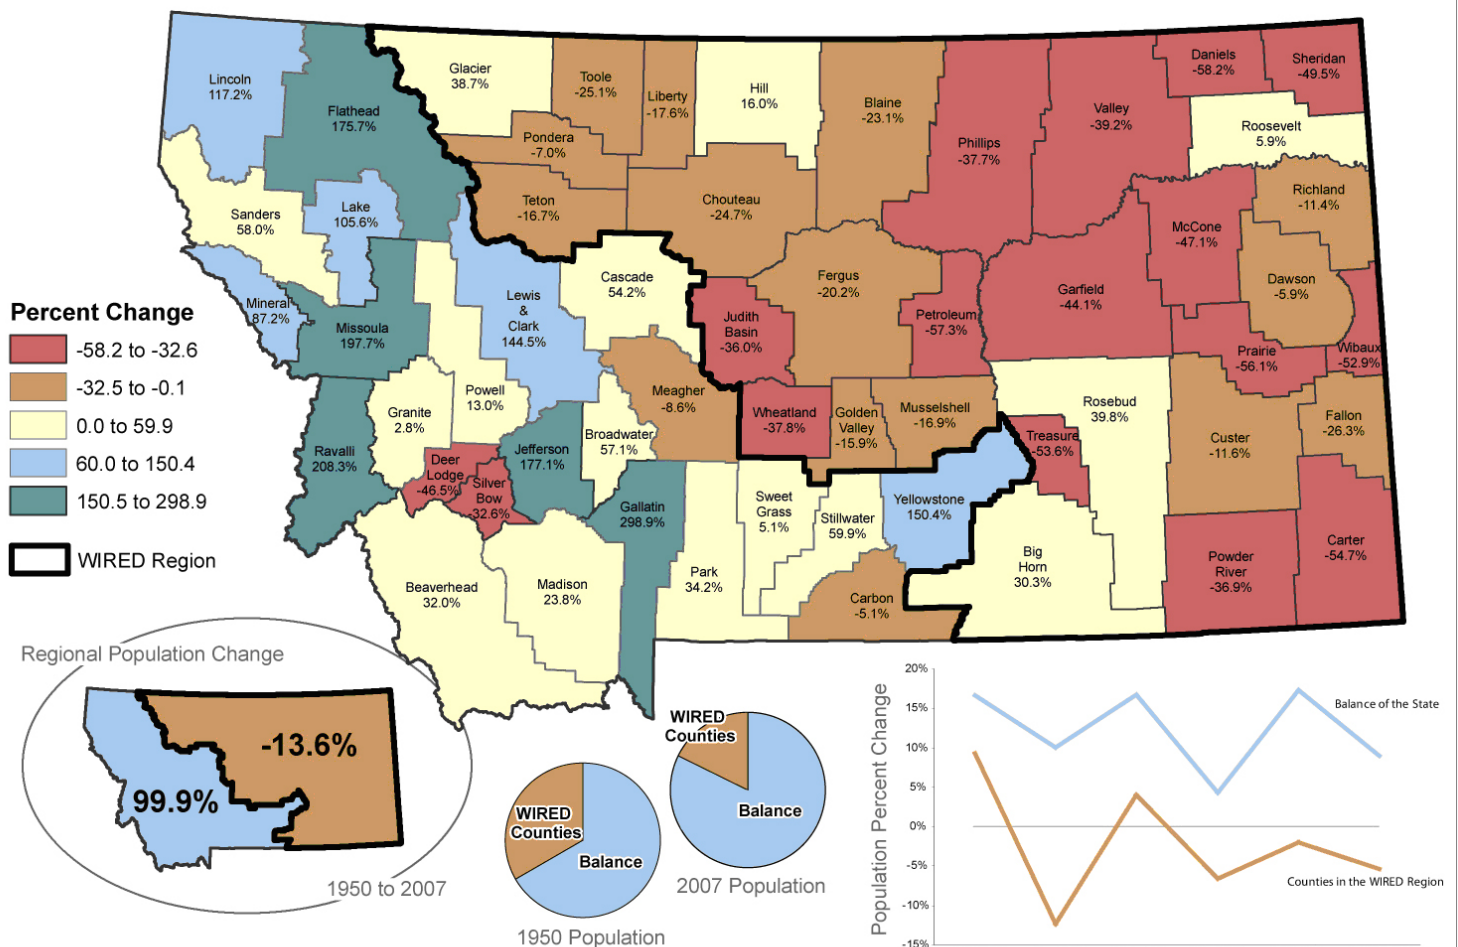 Lincoln
117.2%
Flathead
175.7%
Glacier
38.7%
Toole
-25.1%
Liberty
-17.6%
Hill
16.0%
Blaine
-23.1%
Phillips
-37.7%
Valley
-39.2%
Daniels
-58.2%
Sheridan
-49.5%
Roosevelt
5.9%
Pondera
-7.0%
Teton
-16.7%
Chouteau
-24.7%
Richland
-11.4%
McCone
-47.1%
Sanders
58.0%
Lake
105.6%
Cascade
54.2%
Fergus
-20.2%
Garfield
-44.1%
Dawson
-5.9%
Mineral
87.2%
Missoula
197.7%
Lewis
&
Clark
144.5%
Judith
Basin
-36.0%
Petroleum
-57.3%
Prairie
-56.1%
Wibaux
-52.9%
Powell
13.0%
Granite
2.8%
Meagher
-8.6%
Wheatland
-37.8%
Golden
Valley
-15.9%
Musselshell
-16.9%
Rosebud
39.8%
Treasure
-53.6%
Custer
-11.6%
Fallon
-26.3%
Ravalli
208.3%
Deer
Lodge
-46.5%
Silver
Bow
-32.6%
Jefferson
177.1%
Broadwater
57.1%
Gallatin
298.9%
Sweet
Grass
5.1%
Stillwater
59.9%
Yellowstone
150.4%
Beaverhead
32.0%
Madison
23.8%
Park
34.2%
Carbon
-5.1%
Big
Horn
30.3%
Powder
River
-36.9%
Carter
-54.7%
Percent Change
-58.2 to -32.6
-32.5 to -0.1
0.0 to 59.9
60.0 to 150.4
150.5 to 298.9
WIRED Region
Regional Population Change
-13.6%
99.9%
1950 to 2007
WIRED
Counties
Balance
1950 Population
WIRED
Counties
Balance
2007 Population
Population Percent Change
20%
15%
10%
5%
0%
-5%
-10%
-15%
Balance of the State
Counties in the WIRED Region